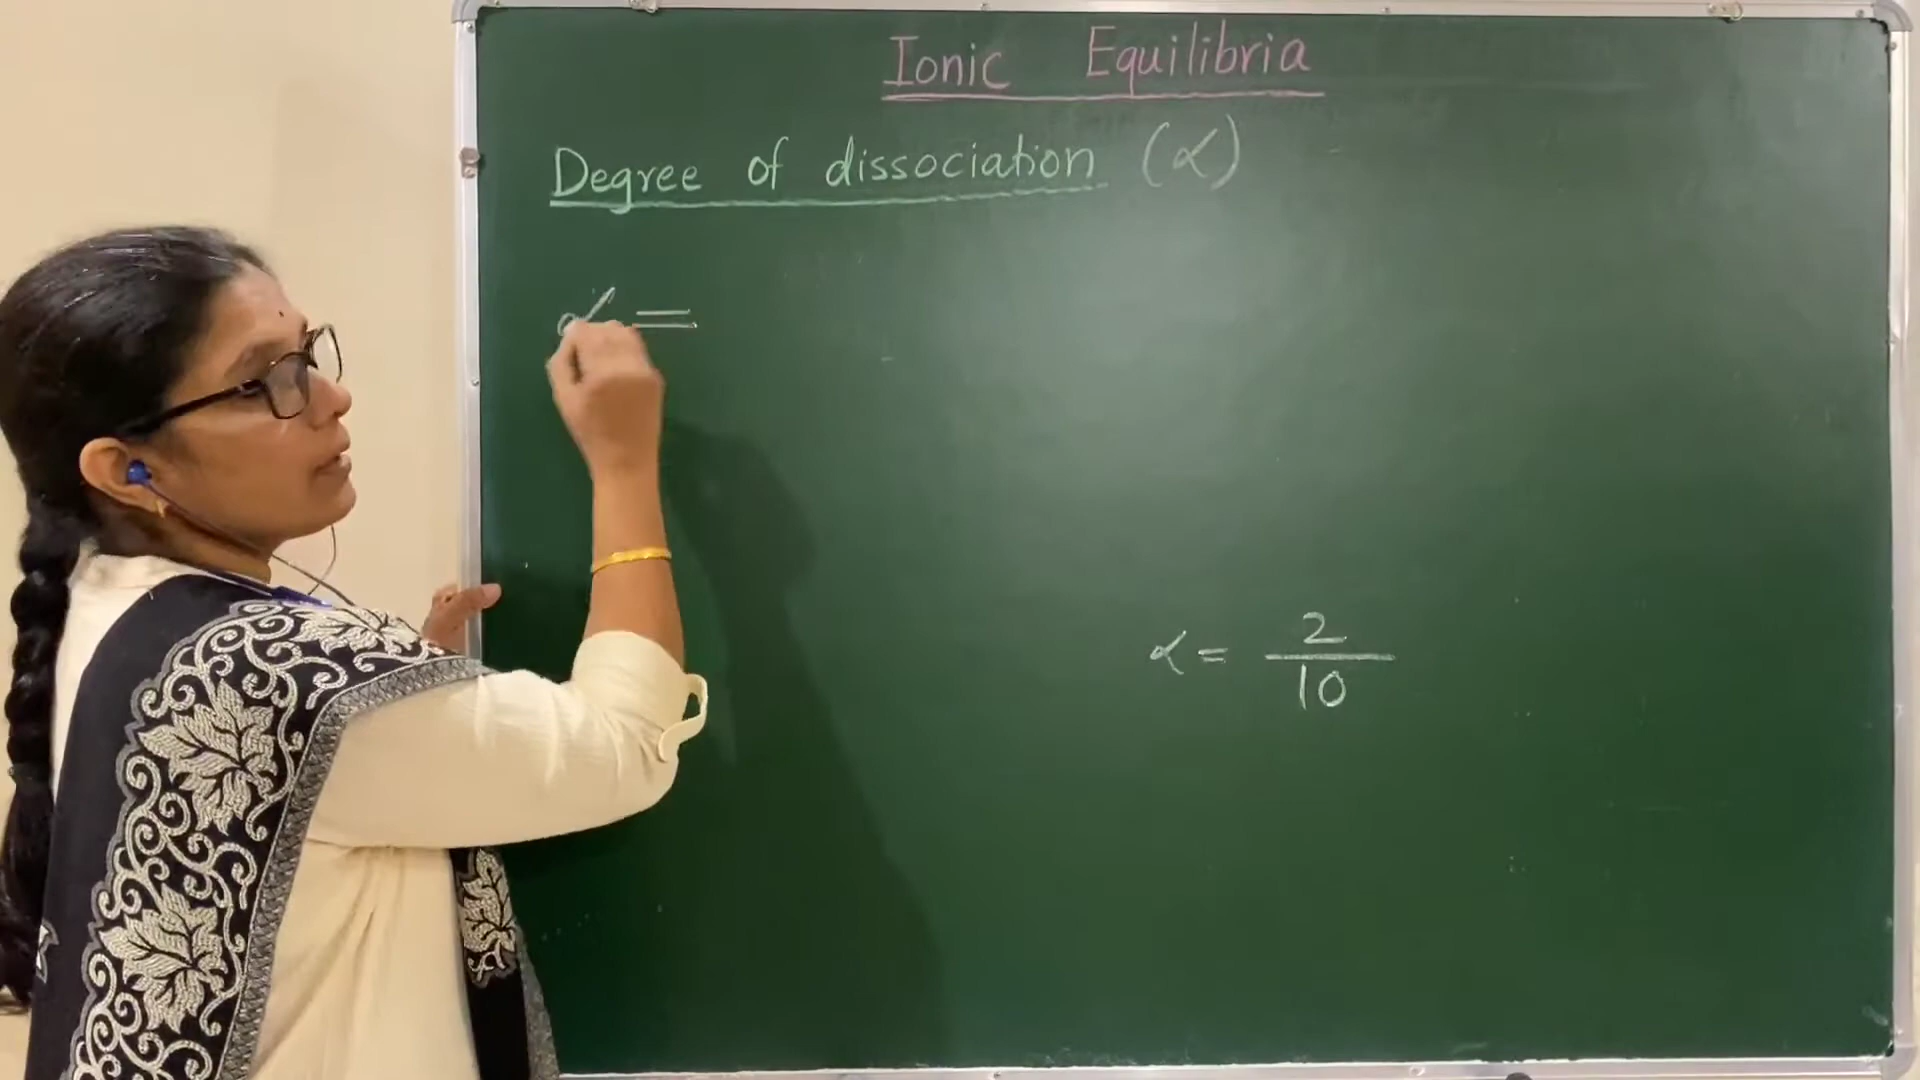 Ionic Equilibria
Degree of dissociation (α)
α =
α = 2/10